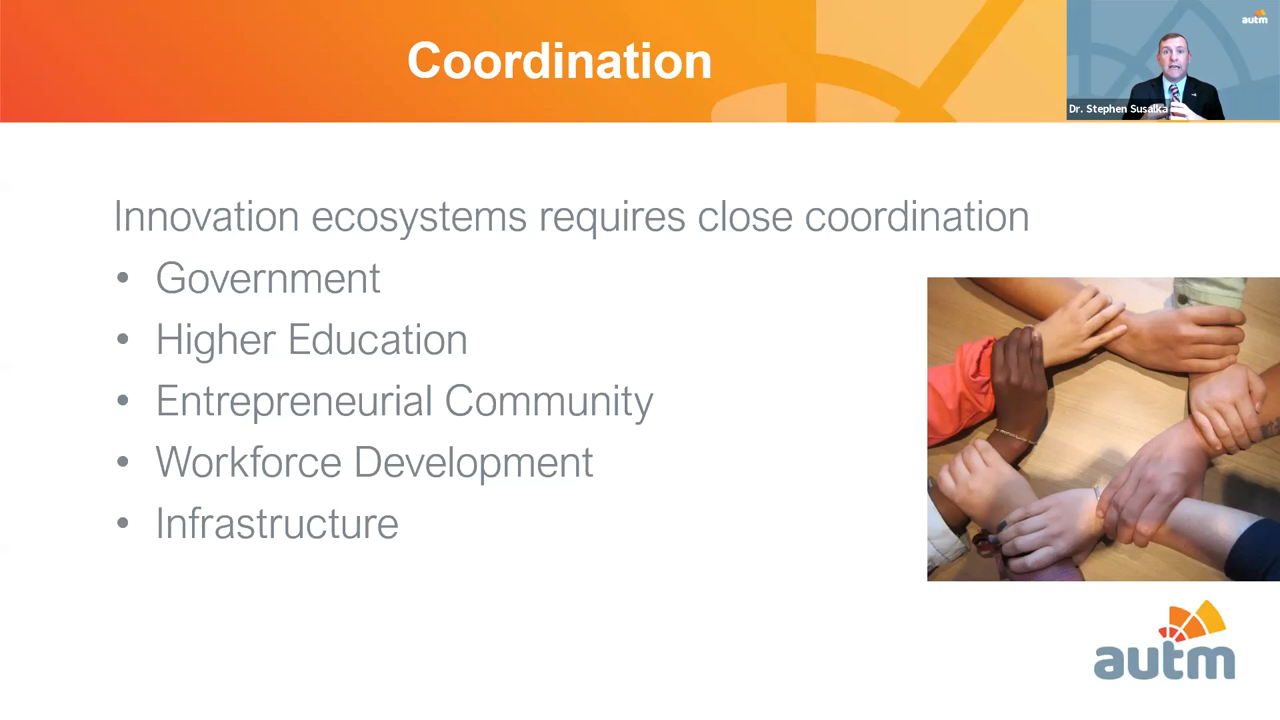 Coordination
autm
Dr. Stephen Susalka
Innovation ecosystems requires close coordination
• Government
• Higher Education
• Entrepreneurial Community
• Workforce Development
• Infrastructure
autm